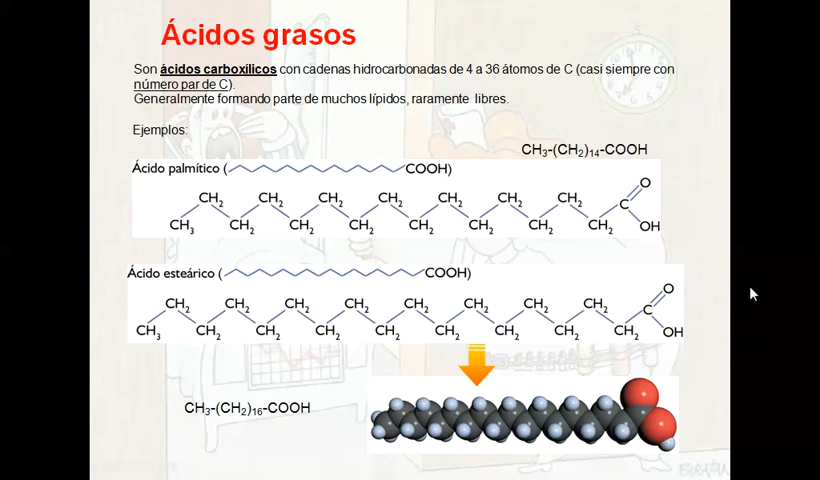 Ácidos grasos
Son ácidos carboxílicos con cadenas hidrocarbonadas de 4 a 36 átomos de C (casi siempre con
número par de C).
Generalmente formando parte de muchos lípidos, raramente libres.
Ejemplos:
CH₃-(CH₂)₁₄-COOH
Ácido palmítico ( COOH)
CH₂ CH₂ CH₂ CH₂ CH₂ CH₂ CH₂ C O
CH₃ CH₂ CH₂ CH₂ CH₂ CH₂ CH₂ CH₂ OH
Ácido esteárico ( COOH)
CH₂ CH₂ CH₂ CH₂ CH₂ CH₂ CH₂ CH₂ C O
CH₃ CH₂ CH₂ CH₂ CH₂ CH₂ CH₂ CH₂ CH₂ OH
CH₃-(CH₂)₁₆-COOH